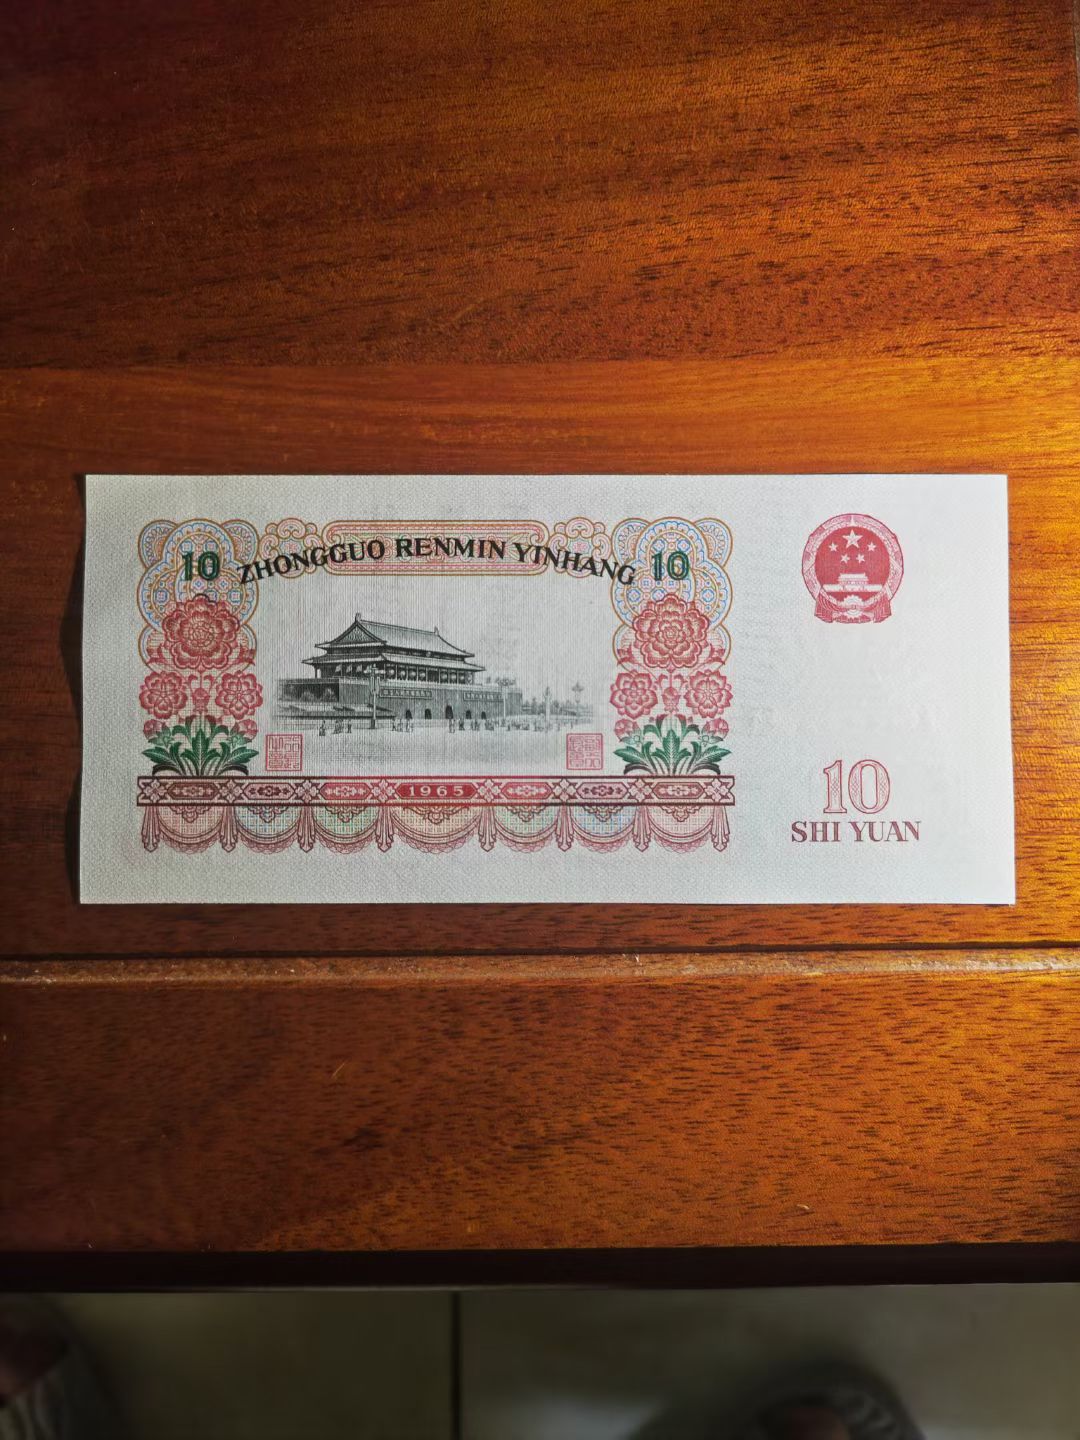 10 ZHONGGUO RENMIN YINHANG 10
1965
10
SHI YUAN